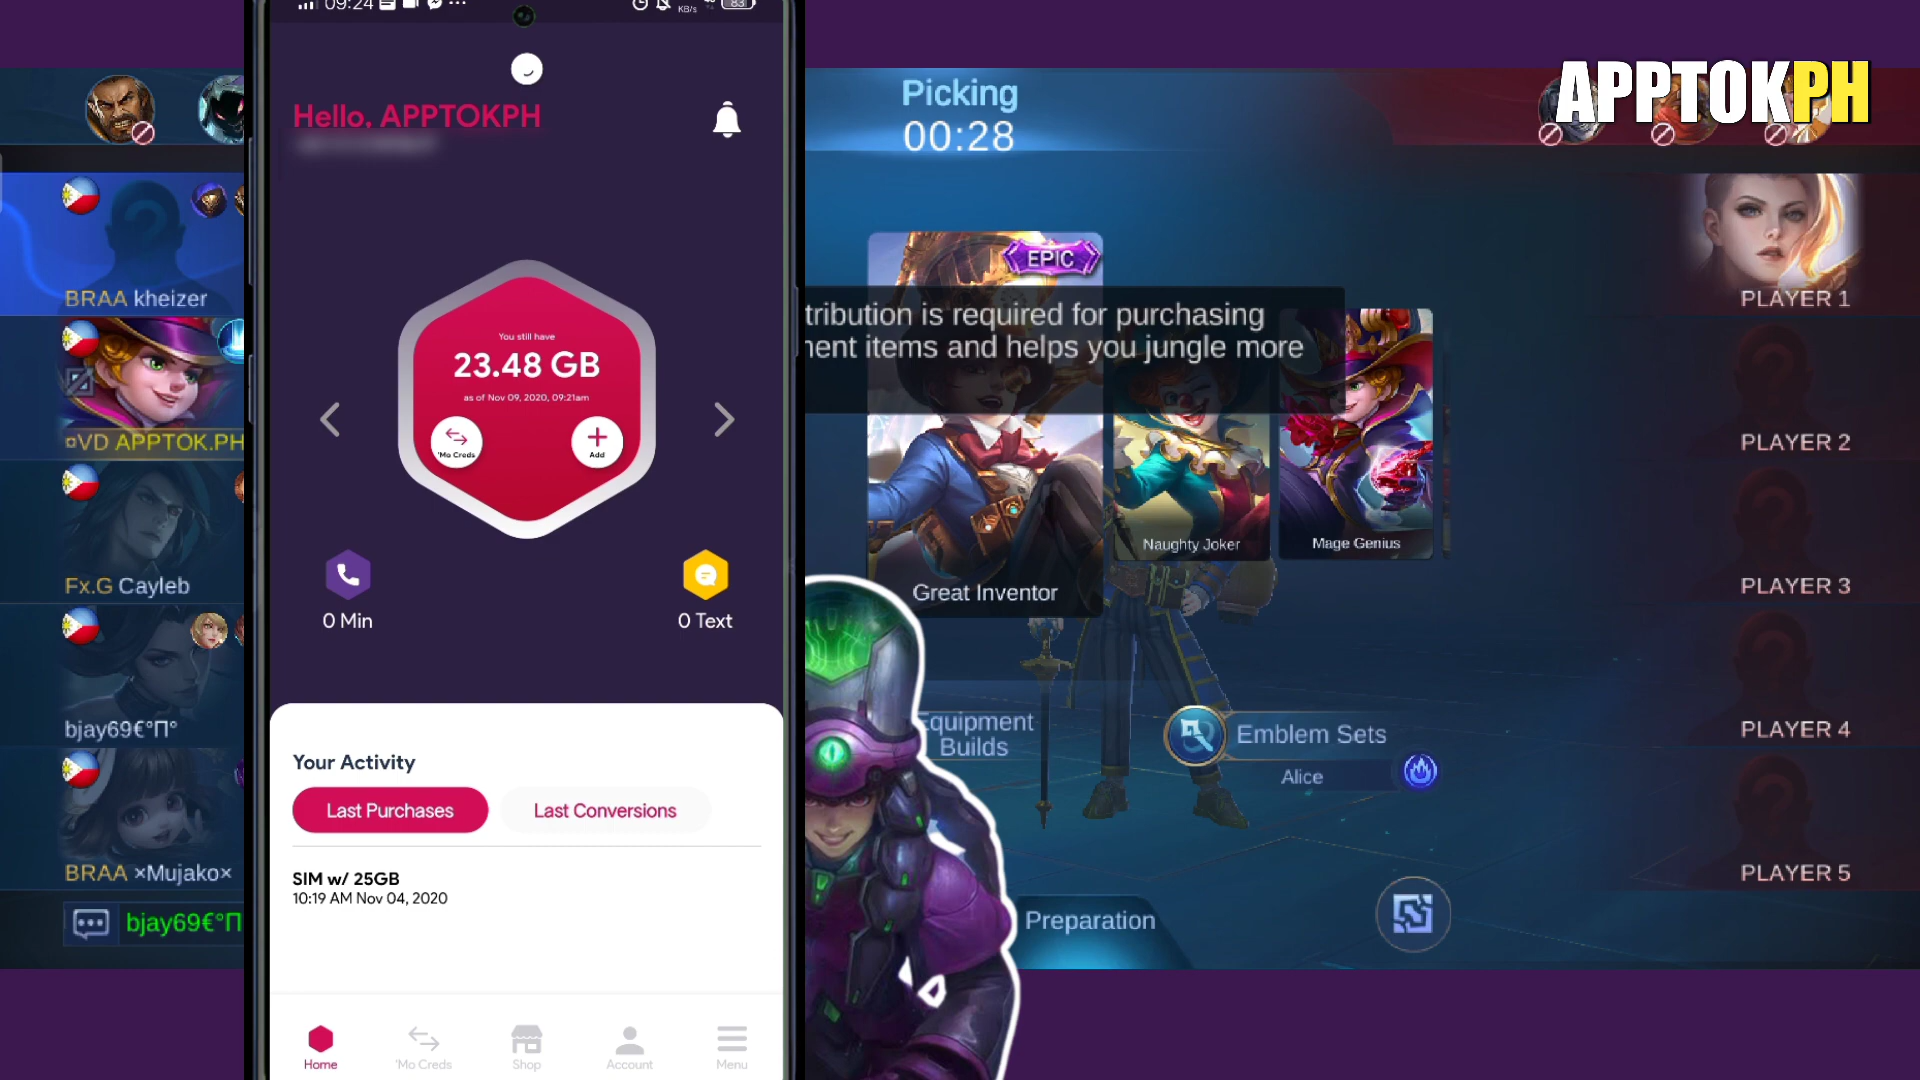 09:24
KB/s
83
Hello, APPTOKPH
You still have
23.48 GB
as of Nov 09, 2020, 09:21am
'Mo Creds
Add
0 Min
0 Text
Your Activity
Last Purchases
Last Conversions
SIM w/ 25GB
10:19 AM Nov 04, 2020
Home
'Mo Creds
Shop
Account
Menu
BRAA kheizer
¤VD APPTOK.PH
Fx.G Cayleb
bjay69€°Π°
BRAA ×Mujako×
bjay69€°Π
Picking
00:28
APPTOKPH
EPIC
tribution is required for purchasing
nent items and helps you jungle more
Great Inventor
Naughty Joker
Mage Genius
Equipment
Builds
Emblem Sets
Alice
Preparation
PLAYER 1
PLAYER 2
PLAYER 3
PLAYER 4
PLAYER 5